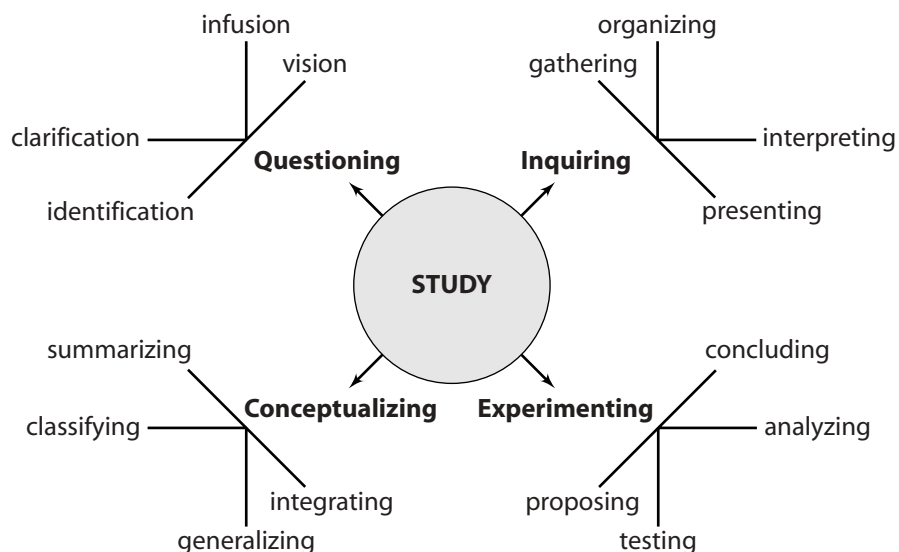 infusion
vision
clarification
identification
Questioning
organizing
gathering
interpreting
presenting
Inquiring
STUDY
summarizing
classifying
integrating
generalizing
Conceptualizing
concluding
analyzing
proposing
testing
Experimenting